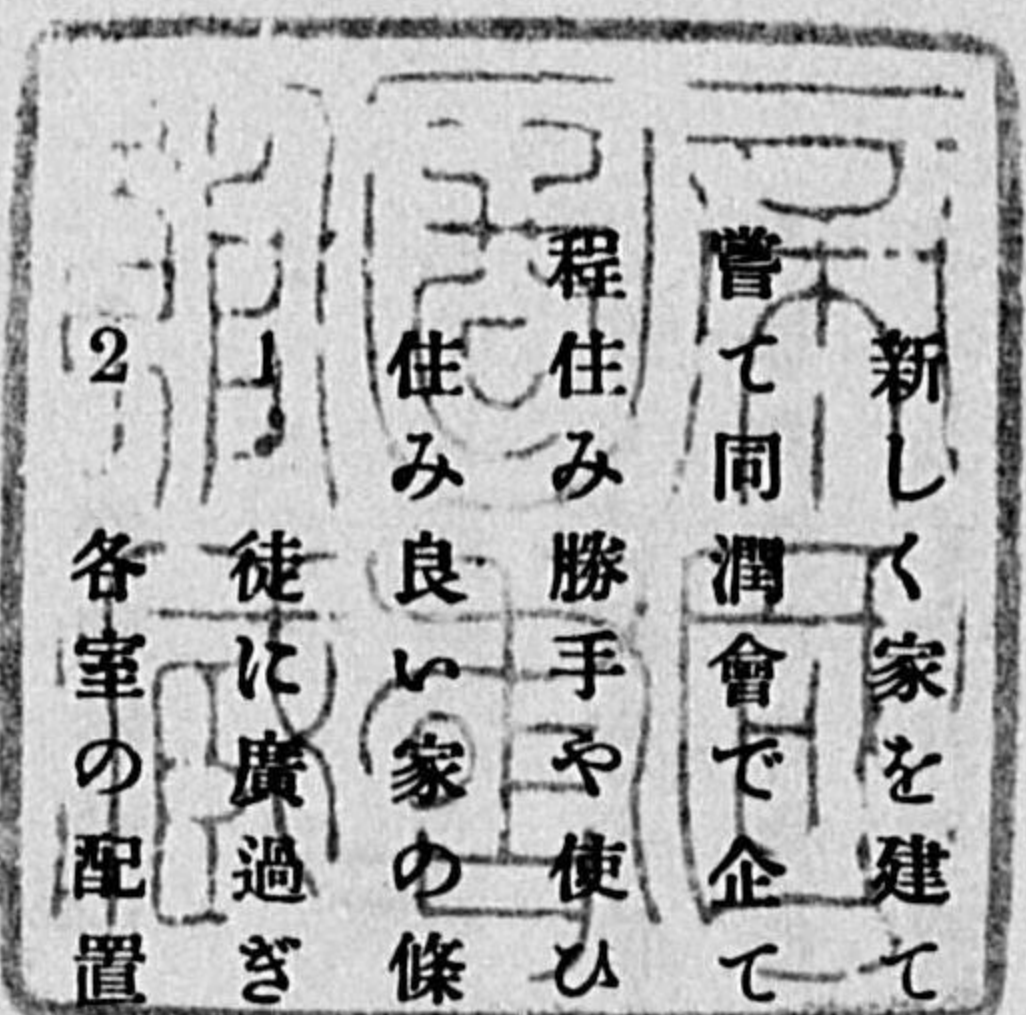 新しく家を建て
嘗て同潤會で企て
程住み勝手や使ひ
住み良い家の條
1. 徒に廣過ぎ
2 各室の配置